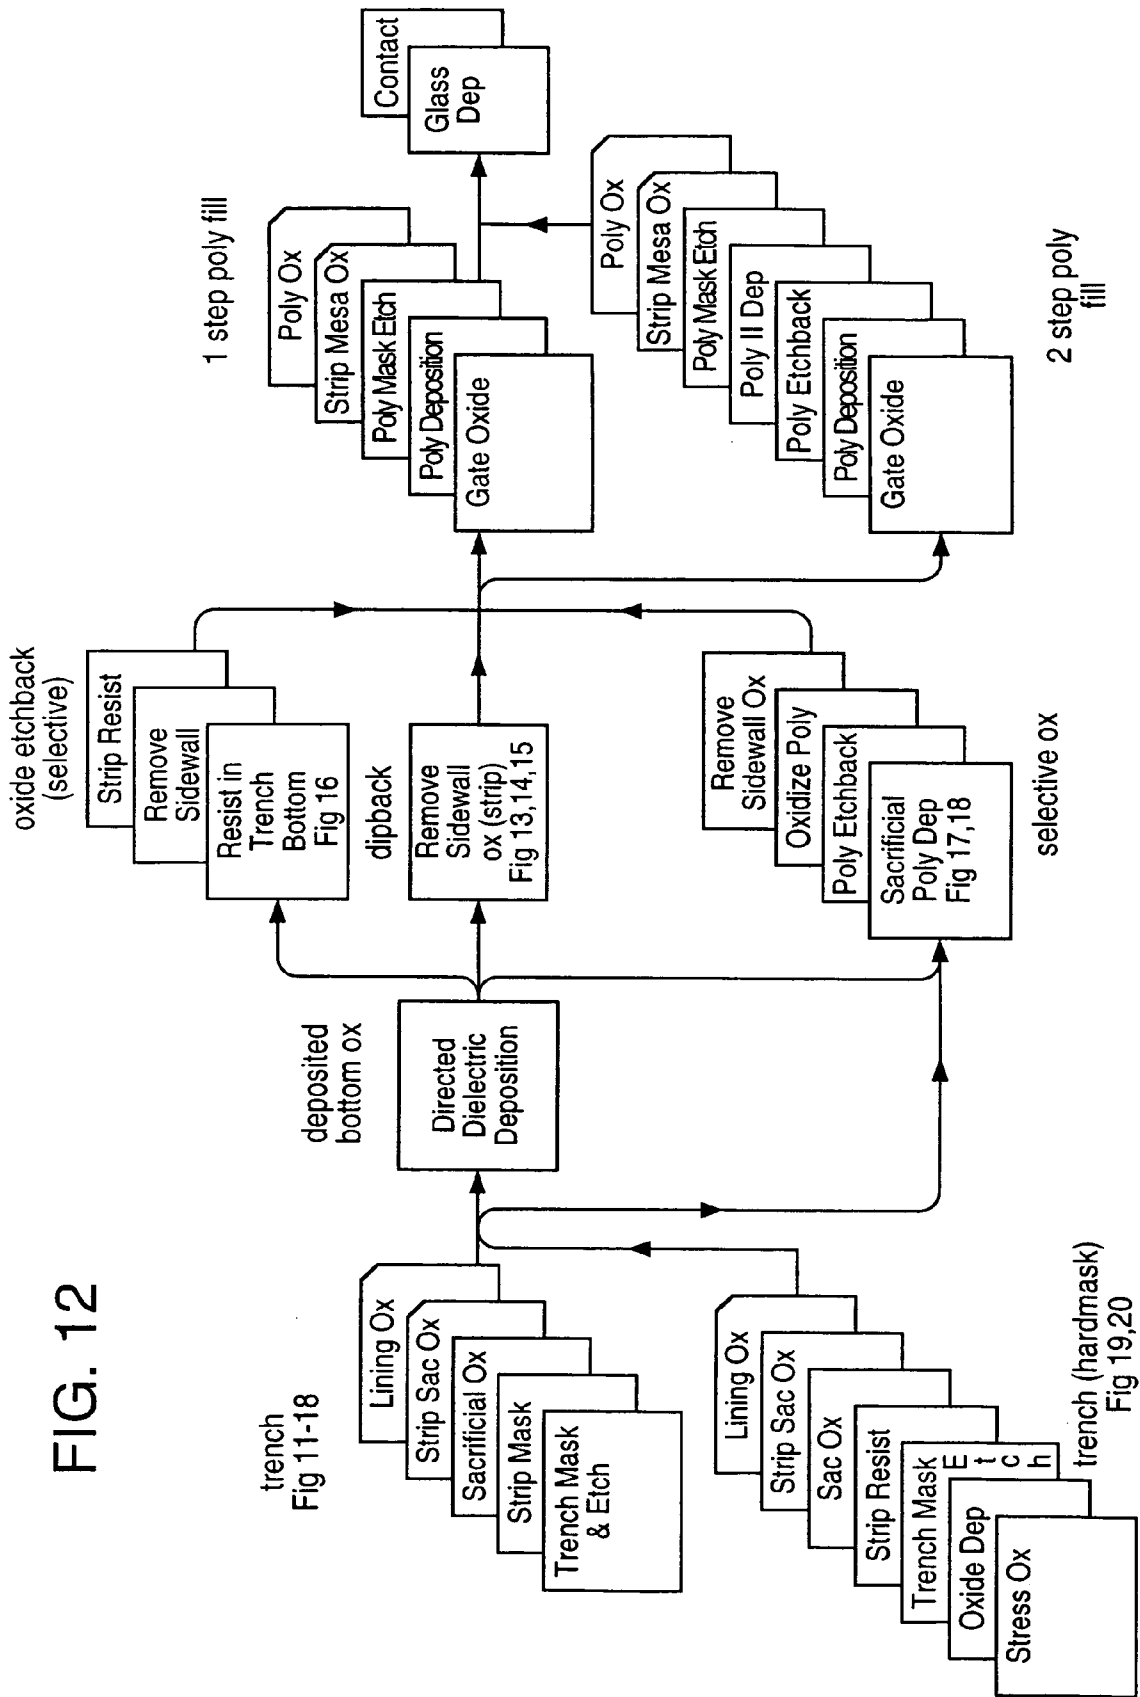 FIG. 12
trench
Fig 11-18
Lining Ox
Strip Sac Ox
Sacrificial Ox
Strip Mask
Trench Mask
& Etch
Lining Ox
Strip Sac Ox
Sac Ox
Strip Resist
Trench Mask
Etch
Oxide Dep
Stress Ox
trench (hardmask)
Fig 19,20
deposited
bottom ox
Directed
Dielectric
Deposition
oxide etchback
(selective)
Strip Resist
Remove
Sidewall
Resist in
Trench
Bottom
Fig 16
dipback
Remove
Sidewall
ox (strip)
Fig 13,14,15
Remove
Sidewall Ox
Oxidize Poly
Poly Etchback
Sacrificial
Poly Dep
Fig 17,18
selective ox
1 step poly fill
Poly Ox
Strip Mesa Ox
Poly Mask Etch
Poly Deposition
Gate Oxide
Poly Ox
Strip Mesa Ox
Poly Mask Etch
Poly II Dep
Poly Etchback
Poly Deposition
Gate Oxide
2 step poly
fill
Contact
Glass
Dep